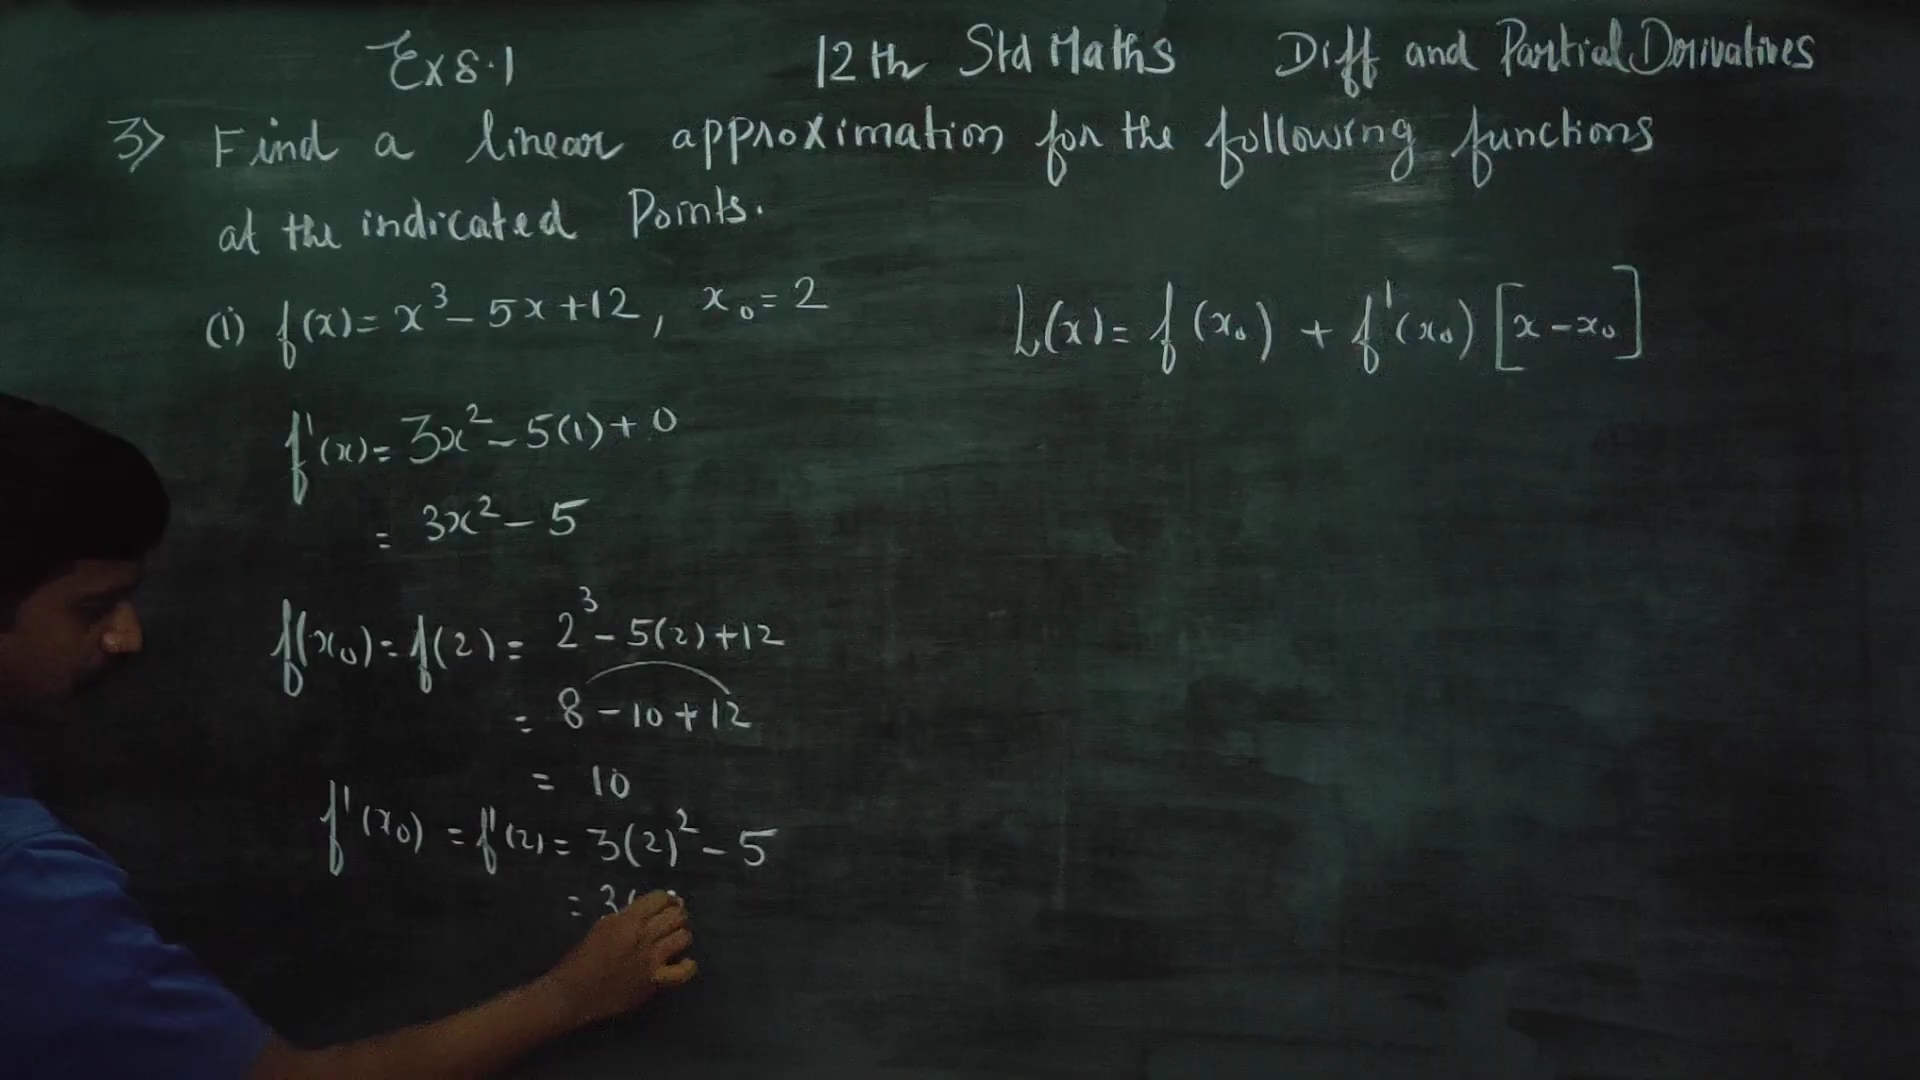 Ex 8.1 12th Std Maths Diff and Partial Derivatives
3) Find a linear approximation for the following functions
at the indicated Points.
(i) f(x) = x³ - 5x + 12, x₀ = 2
L(x) = f(x₀) + f'(x₀) [x - x₀]
f'(x) = 3x² - 5(1) + 0
= 3x² - 5
f(x₀) = f(2) = 2³ - 5(2) + 12
= 8 - 10 + 12
= 10
f'(x₀) = f'(2) = 3(2)² - 5
= 3(